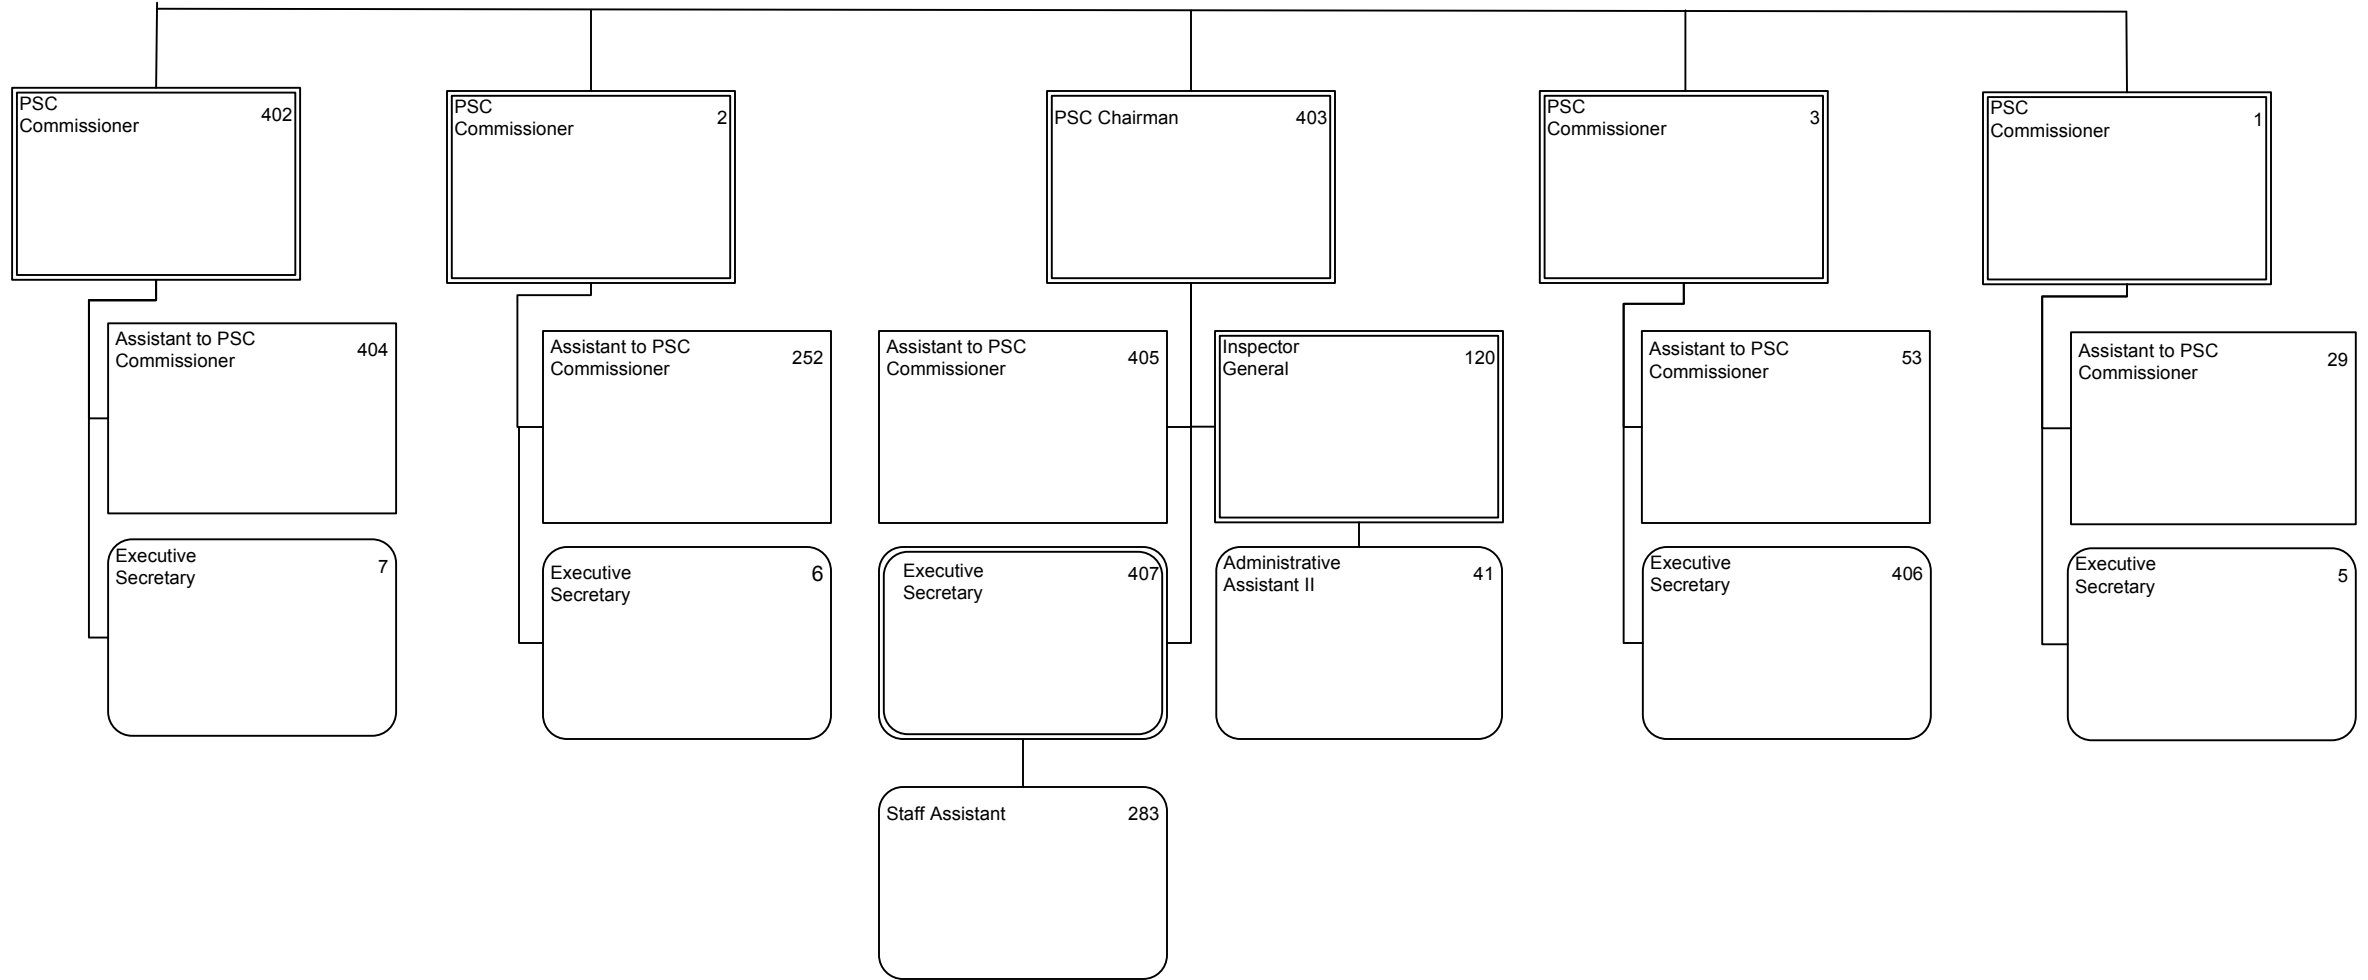 PSC
Commissioner
402
PSC
Commissioner
2
PSC Chairman
403
PSC
Commissioner
3
PSC
Commissioner
1
Assistant to PSC
Commissioner
404
Assistant to PSC
Commissioner
252
Assistant to PSC
Commissioner
405
Inspector
General
120
Assistant to PSC
Commissioner
53
Assistant to PSC
Commissioner
29
Executive
Secretary
7
Executive
Secretary
6
Executive
Secretary
407
Administrative
Assistant II
41
Executive
Secretary
406
Executive
Secretary
5
Staff Assistant
283